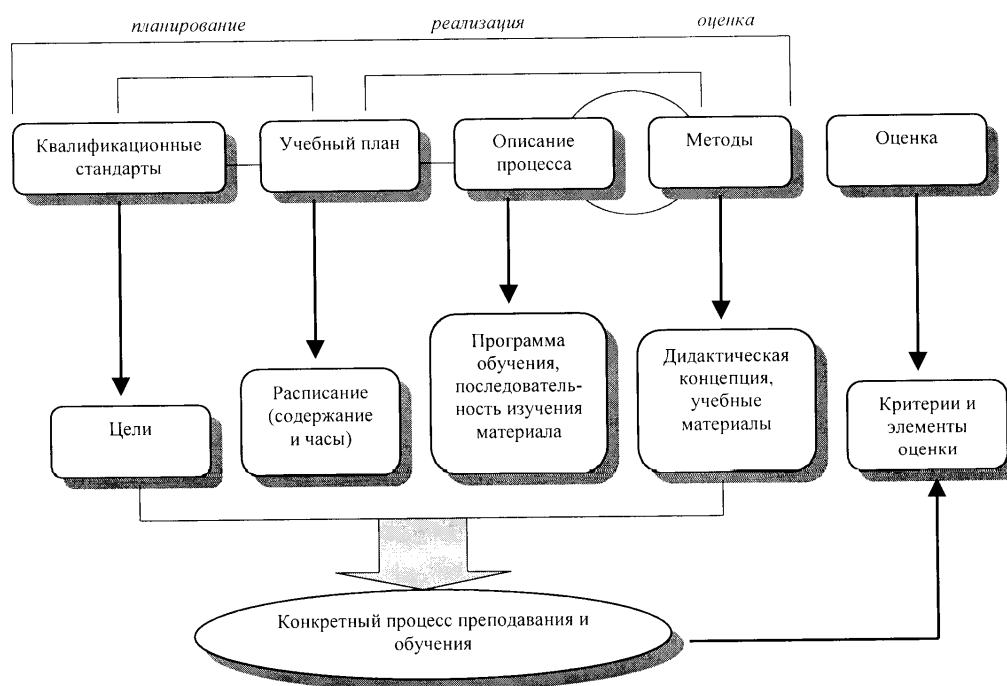 планирование
реализация
оценка
Квалификационные
стандарты
Учебный план
Описание
процесса
Методы
Оценка
Цели
Расписание
(содержание
и часы)
Программа
обучения,
последователь-
ность изучения
материала
Дидактическая
концепция,
учебные
материалы
Критерии и
элементы
оценки
Конкретный процесс преподавания и
обучения